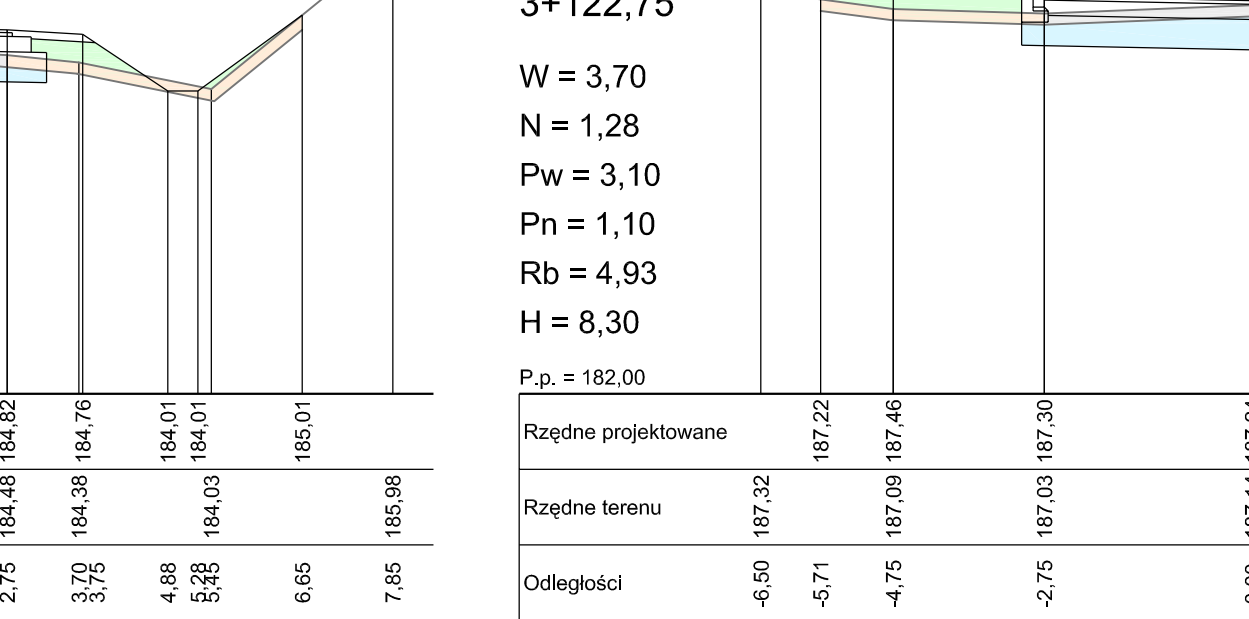 184,82 184,76 184,01 184,01 185,01
184,48 184,38 184,03 185,98
2,75 3,70 3,75 4,88 5,28 5,45 6,65 7,85
3+122,75
W = 3,70
N = 1,28
Pw = 3,10
Pn = 1,10
Rb = 4,93
H = 8,30
P.p. = 182,00
Rzędne projektowane 187,22 187,46 187,30
Rzędne terenu 187,32 187,09 187,03
Odległości -6,50 -5,71 -4,75 -2,75